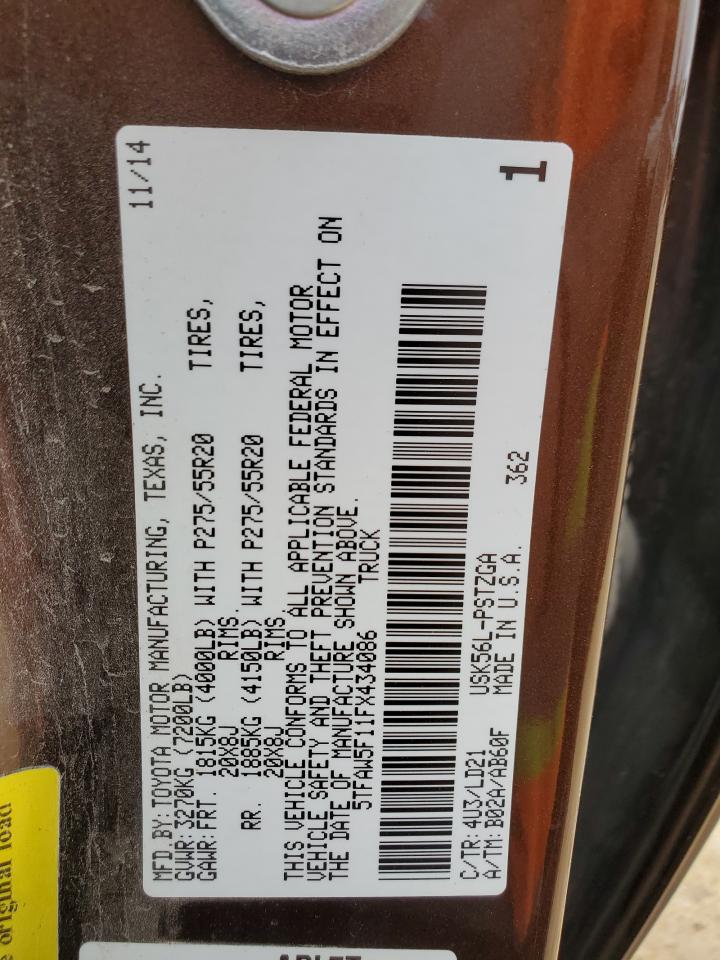 MFD.BY: TOYOTA MOTOR MANUFACTURING, TEXAS, INC. 11/14
GVWR: 3270KG (7200LB)
GAWR: FRT. 1815KG (4000LB) WITH P275/55R20 TIRES,
20X8J RIMS.
RR. 1885KG (4150LB) WITH P275/55R20 TIRES,
20X8J RIMS.
THIS VEHICLE CONFORMS TO ALL APPLICABLE FEDERAL MOTOR
VEHICLE SAFETY AND THEFT PREVENTION STANDARDS IN EFFECT ON
THE DATE OF MANUFACTURE SHOWN ABOVE.
5TFAW5F11FX434086 TRUCK
C/TR: 4U3/LD21 USK56L-PSTZGA 362
A/TM: B02A/AB60F MADE IN U.S.A. 1
original load